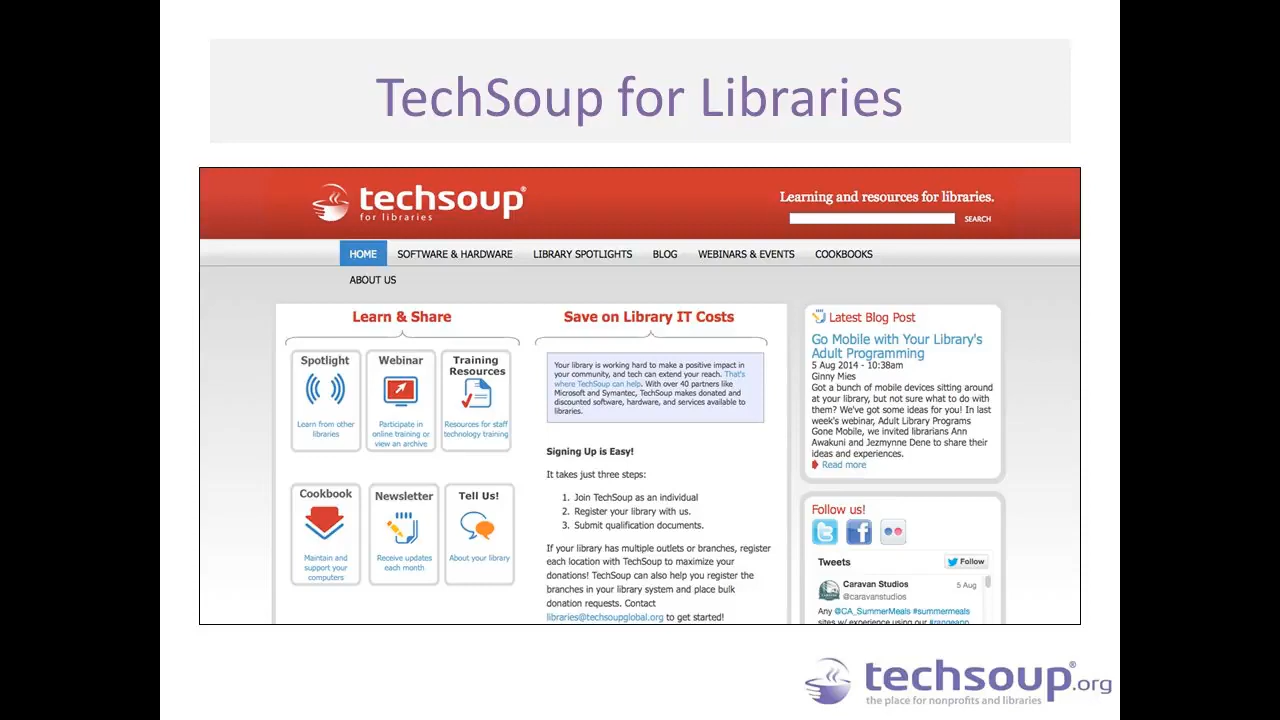 TechSoup for Libraries
techsoup®
for libraries
Learning and resources for libraries.
SEARCH
HOME
SOFTWARE & HARDWARE
LIBRARY SPOTLIGHTS
BLOG
WEBINARS & EVENTS
COOKBOOKS
ABOUT US
Learn & Share
Spotlight
Learn from other
libraries
Webinar
Participate in
online training or
view an archive
Training
Resources
Resources for staff
technology training
Cookbook
Maintain and
support your
computers
Newsletter
Receive updates
each month
Tell Us!
About your library
Save on Library IT Costs
Your library is working hard to make a positive impact in
your community, and tech can extend your reach. That's
where TechSoup can help. With over 40 partners like
Microsoft and Symantec, TechSoup makes donated and
discounted software, hardware, and services available to
libraries.
Signing Up is Easy!
It takes just three steps:
1. Join TechSoup as an individual
2. Register your library with us.
3. Submit qualification documents.
If your library has multiple outlets or branches, register
each location with TechSoup to maximize your
donations! TechSoup can also help you register the
branches in your library system and place bulk
donation requests. Contact
libraries@techsoupglobal.org to get started!
Latest Blog Post
Go Mobile with Your Library's
Adult Programming
5 Aug 2014 - 10:38am
Ginny Mies
Got a bunch of mobile devices sitting around
at your library, but not sure what to do with
them? We've got some ideas for you! In last
week's webinar, Adult Library Programs
Gone Mobile, we invited librarians Ann
Awakuni and Jezmynne Dene to share their
ideas and experiences.
Read more
Follow us!
Tweets
Follow
Caravan Studios
5 Aug
@caravanstudios
Any @CA_SummerMeals #summermeals
sites w/ experience using our #rangeapp
techsoup®.org
the place for nonprofits and libraries